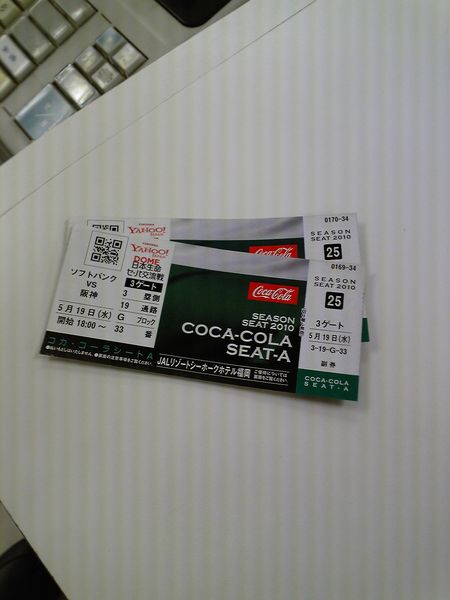 YAHOO!
0170-34
SEASON
SEAT 2010
25
YAHOO!
DOME
日本生命
セ・パ交流戦
ソフトバンク
VS
阪神
5月19日(水)
開始 18:00～
3ゲート
3 塁側
19 通路
G ブロック
33 番
コカ・コーラシートA
Coca-Cola
SEASON
SEAT 2010
COCA-COLA
SEAT-A
JALリゾートシーホークホテル福岡
0169-34
SEASON
SEAT 2010
25
3ゲート
5月19日(水)
3-19-G-33
COCA-COLA
SEAT-A
Coca-Cola